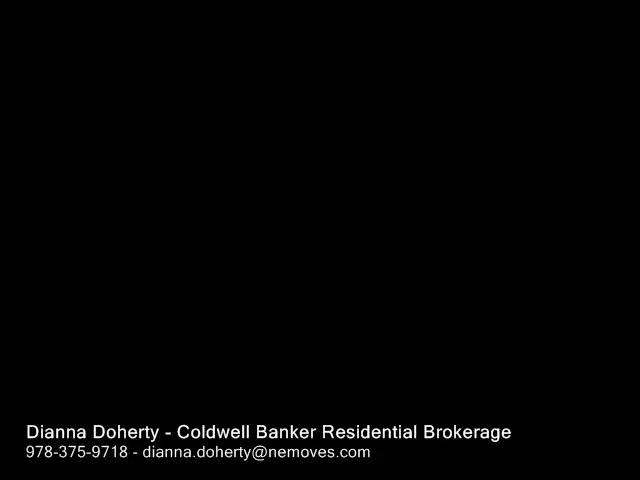 Dianna Doherty - Coldwell Banker Residential Brokerage
978-375-9718 - dianna.doherty@nemoves.com